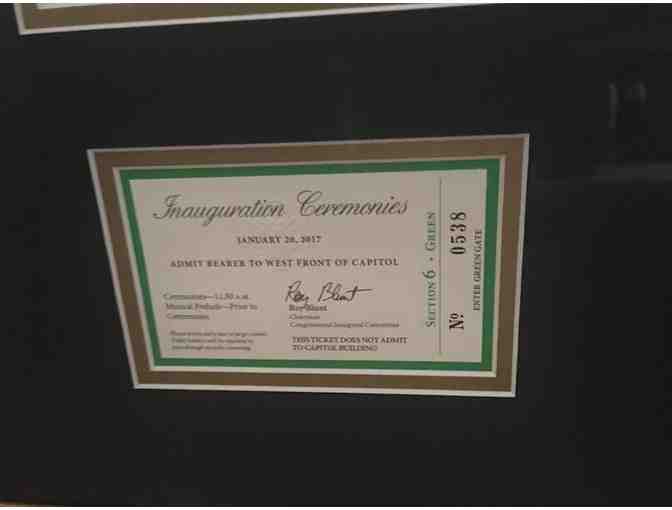 Inauguration Ceremonies
JANUARY 20, 2017
ADMIT BEARER TO WEST FRONT OF CAPITOL
Ceremonies—11:30 a.m.
Musical Prelude—Prior to
Ceremonies
Roy Blunt
Roy Blunt
Chairman
Congressional Inaugural Committee
THIS TICKET DOES NOT ADMIT
TO CAPITOL BUILDING
SECTION 6 • GREEN
No 0538
ENTER GREEN GATE